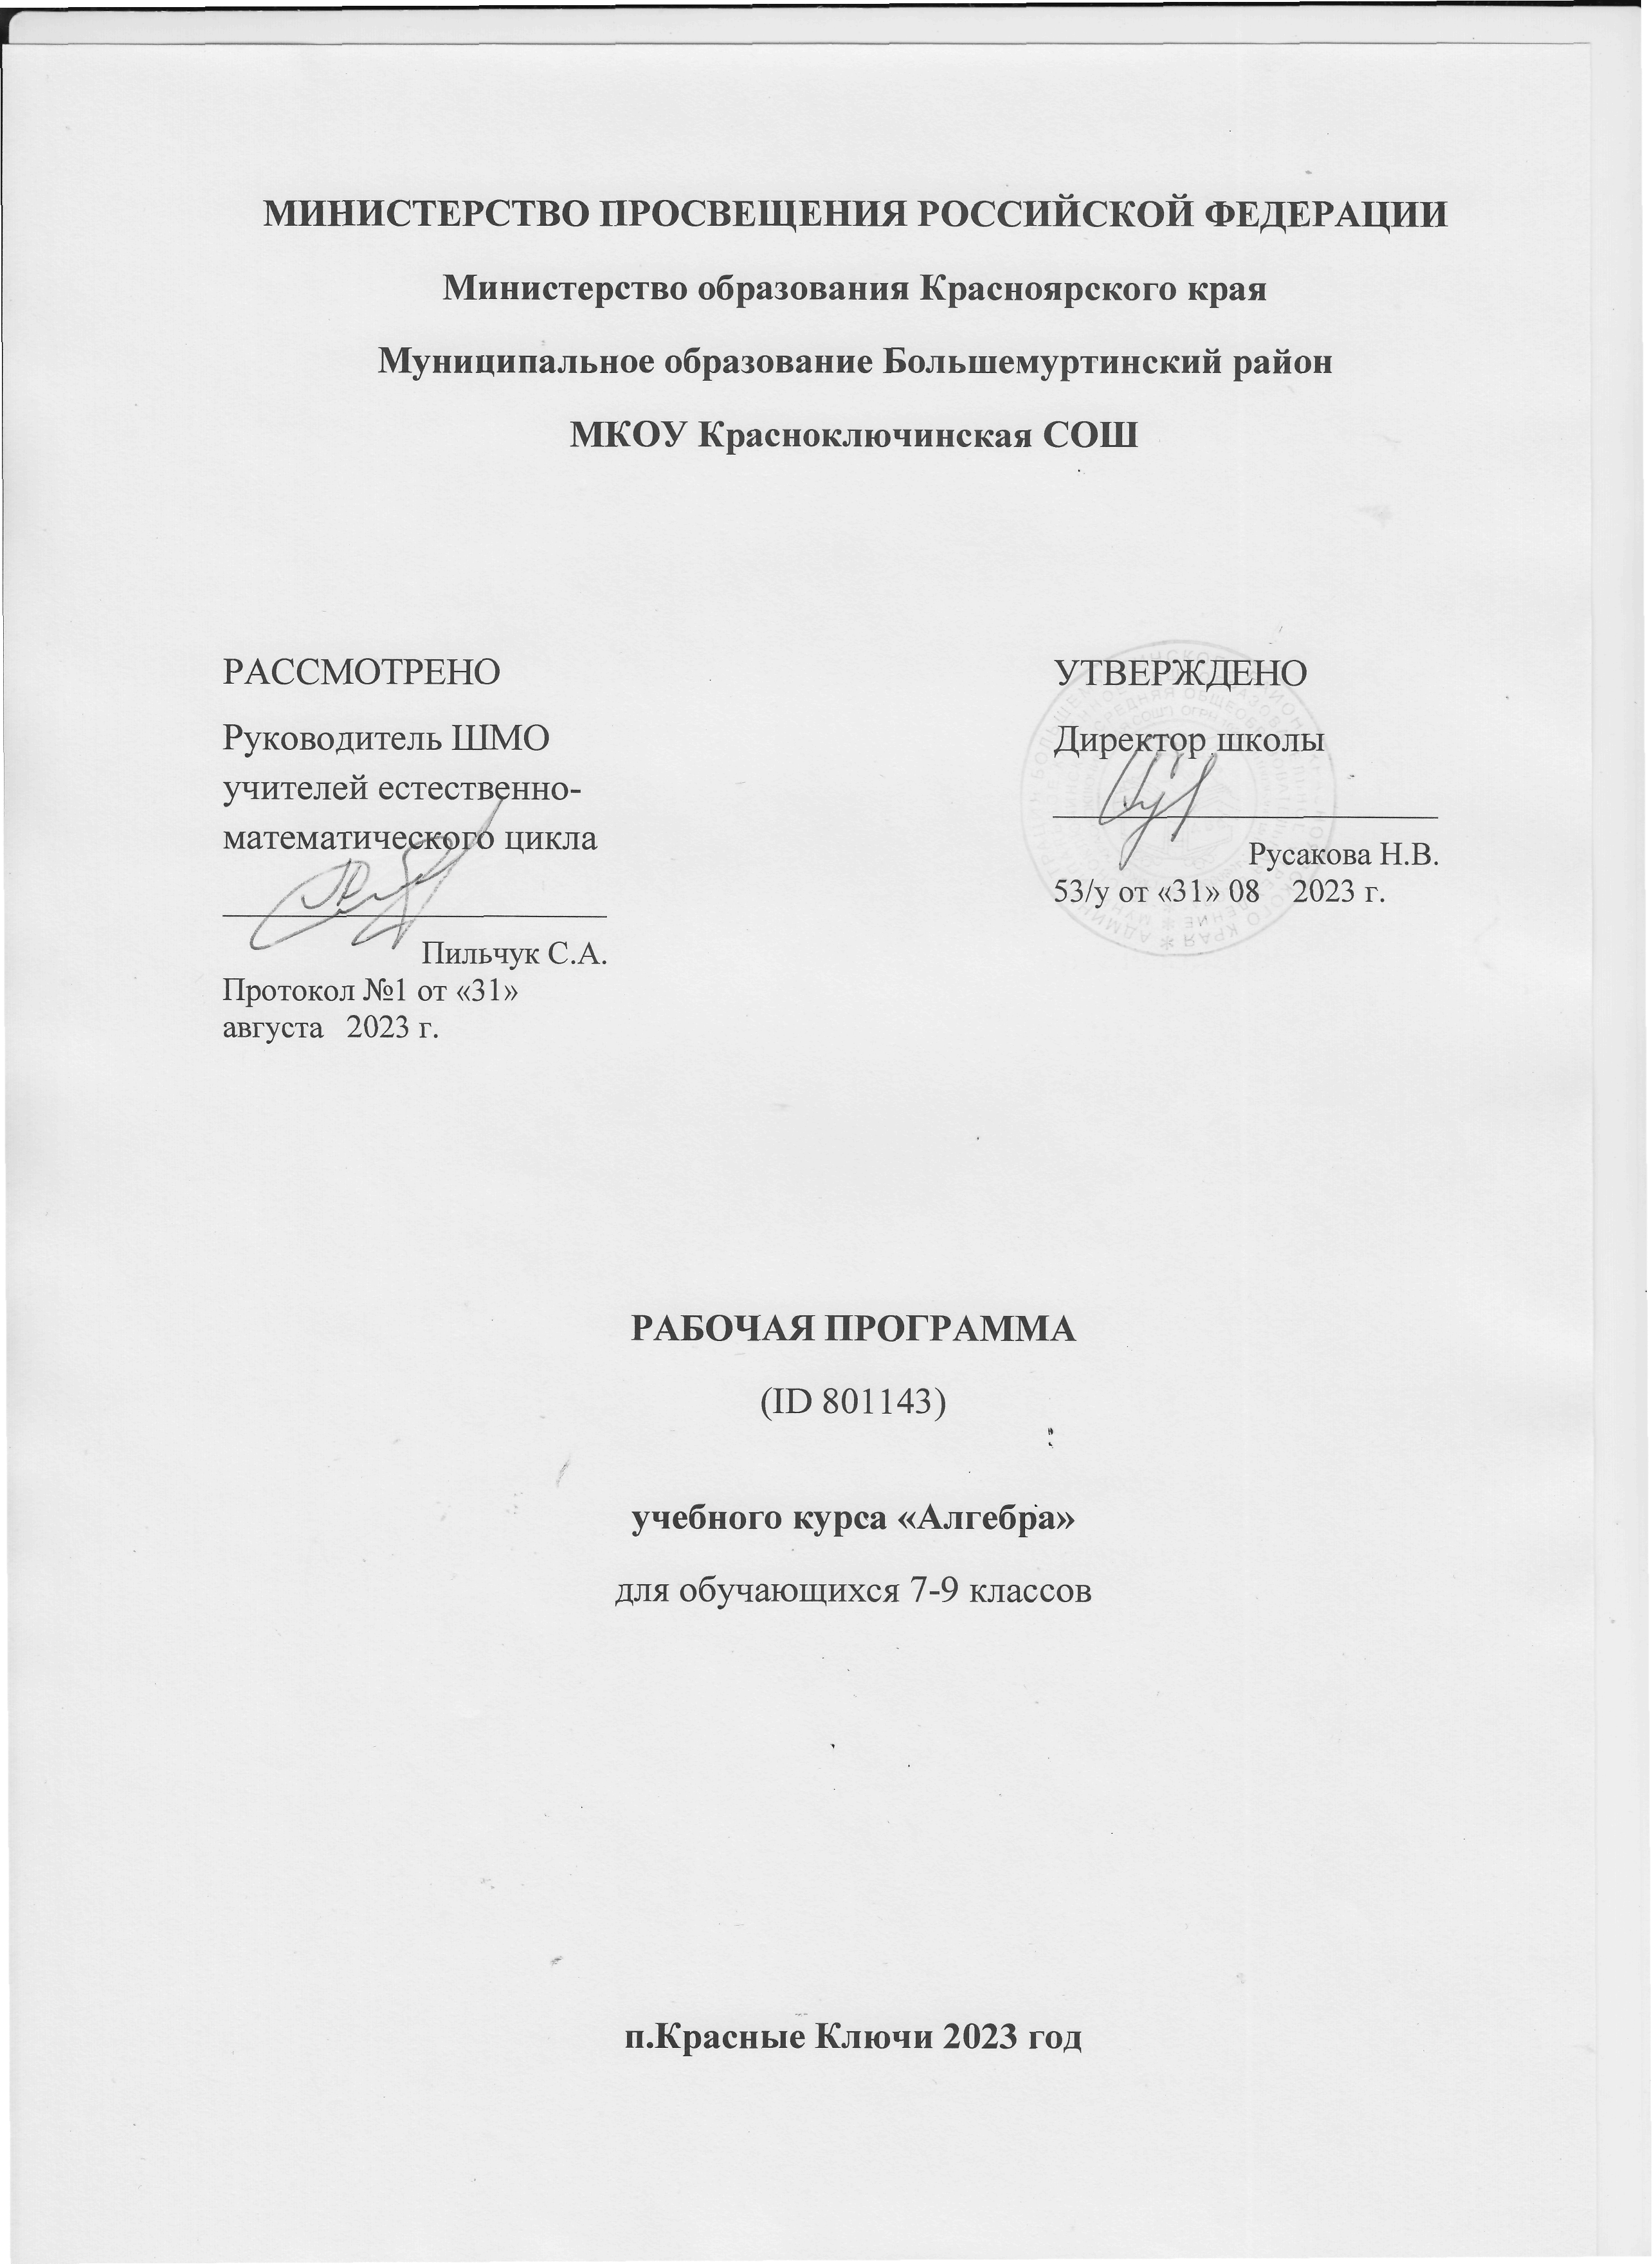 МИНИСТЕРСТВО ПРОСВЕЩЕНИЯ РОССИЙСКОЙ ФЕДЕРАЦИИ
Министерство образования Красноярского края
Муниципальное образование Большемуртинский район
МКОУ Красноключинская СОШ
РАССМОТРЕНО
Руководитель ШМО
учителей естественно-
математического цикла
Пильчук С.А.
Протокол №1 от «31»
августа 2023 г.
УТВЕРЖДЕНО
Директор школы
Русакова Н.В.
53/у от «31» 08 2023 г.
РАБОЧАЯ ПРОГРАММА
(ID 801143)
учебного курса «Алгебра»
для обучающихся 7-9 классов
п.Красные Ключи 2023 год